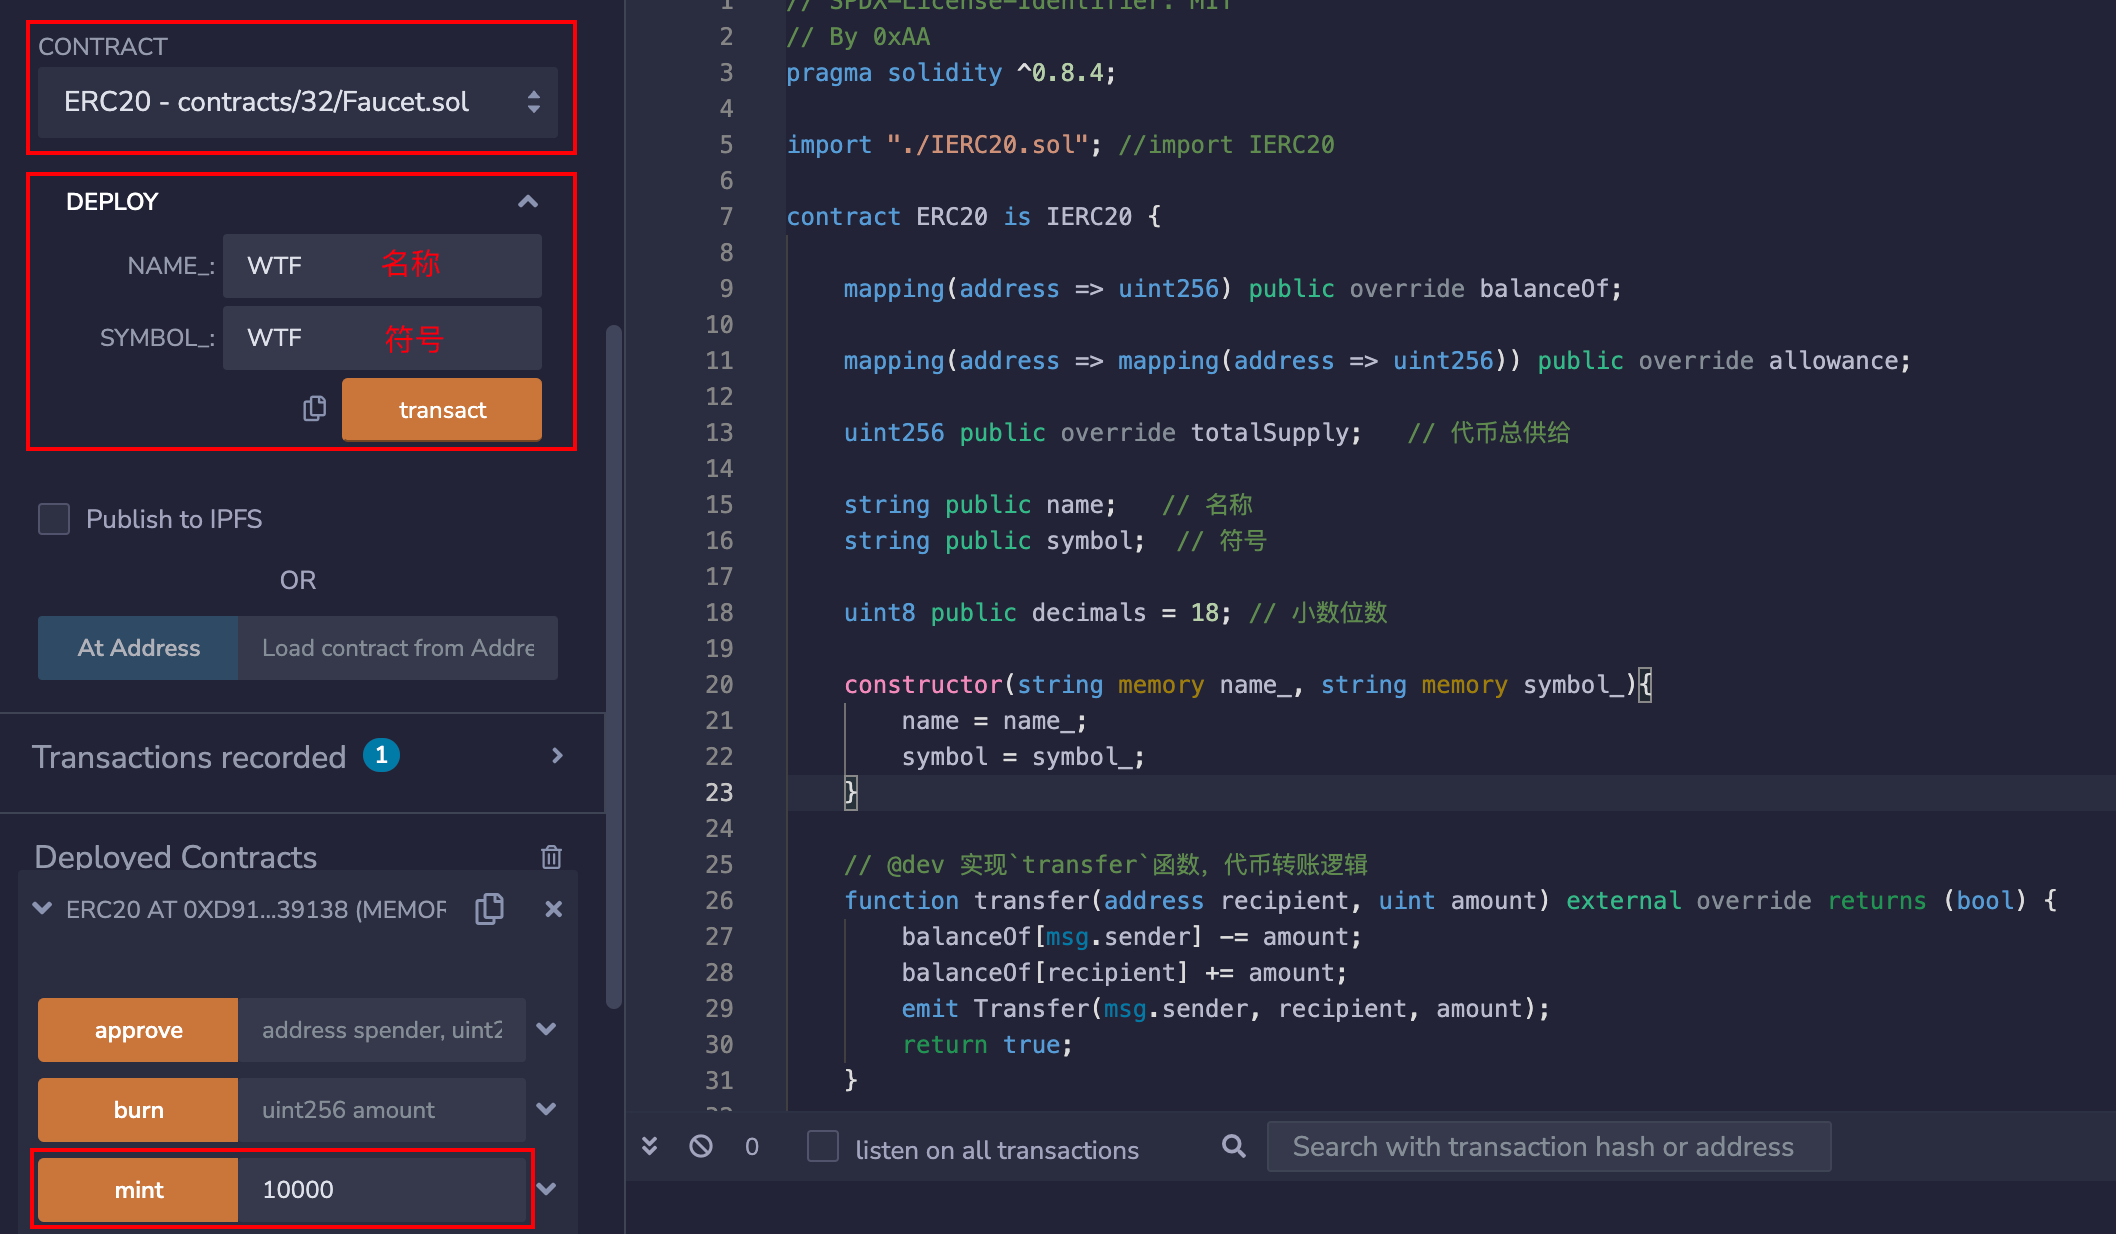 CONTRACT
ERC20 - contracts/32/Faucet.sol
DEPLOY
NAME_: WTF 名称
SYMBOL_: WTF 符号
transact
Publish to IPFS
OR
At Address Load contract from Addre
Transactions recorded 1
Deployed Contracts
ERC20 AT 0XD91...39138 (MEMOR
approve address spender, uint2
burn uint256 amount
mint 10000
1 // SPDX-License-Identifier: MIT
2 // By 0xAA
3 pragma solidity ^0.8.4;
4
5 import "./IERC20.sol"; //import IERC20
6
7 contract ERC20 is IERC20 {
8
9 mapping(address => uint256) public override balanceOf;
10
11 mapping(address => mapping(address => uint256)) public override allowance;
12
13 uint256 public override totalSupply; // 代币总供给
14
15 string public name; // 名称
16 string public symbol; // 符号
17
18 uint8 public decimals = 18; // 小数位数
19
20 constructor(string memory name_, string memory symbol_){
21 name = name_;
22 symbol = symbol_;
23 }
24
25 // @dev 实现`transfer`函数，代币转账逻辑
26 function transfer(address recipient, uint amount) external override returns (bool) {
27 balanceOf[msg.sender] -= amount;
28 balanceOf[recipient] += amount;
29 emit Transfer(msg.sender, recipient, amount);
30 return true;
31 }
0 listen on all transactions Search with transaction hash or address